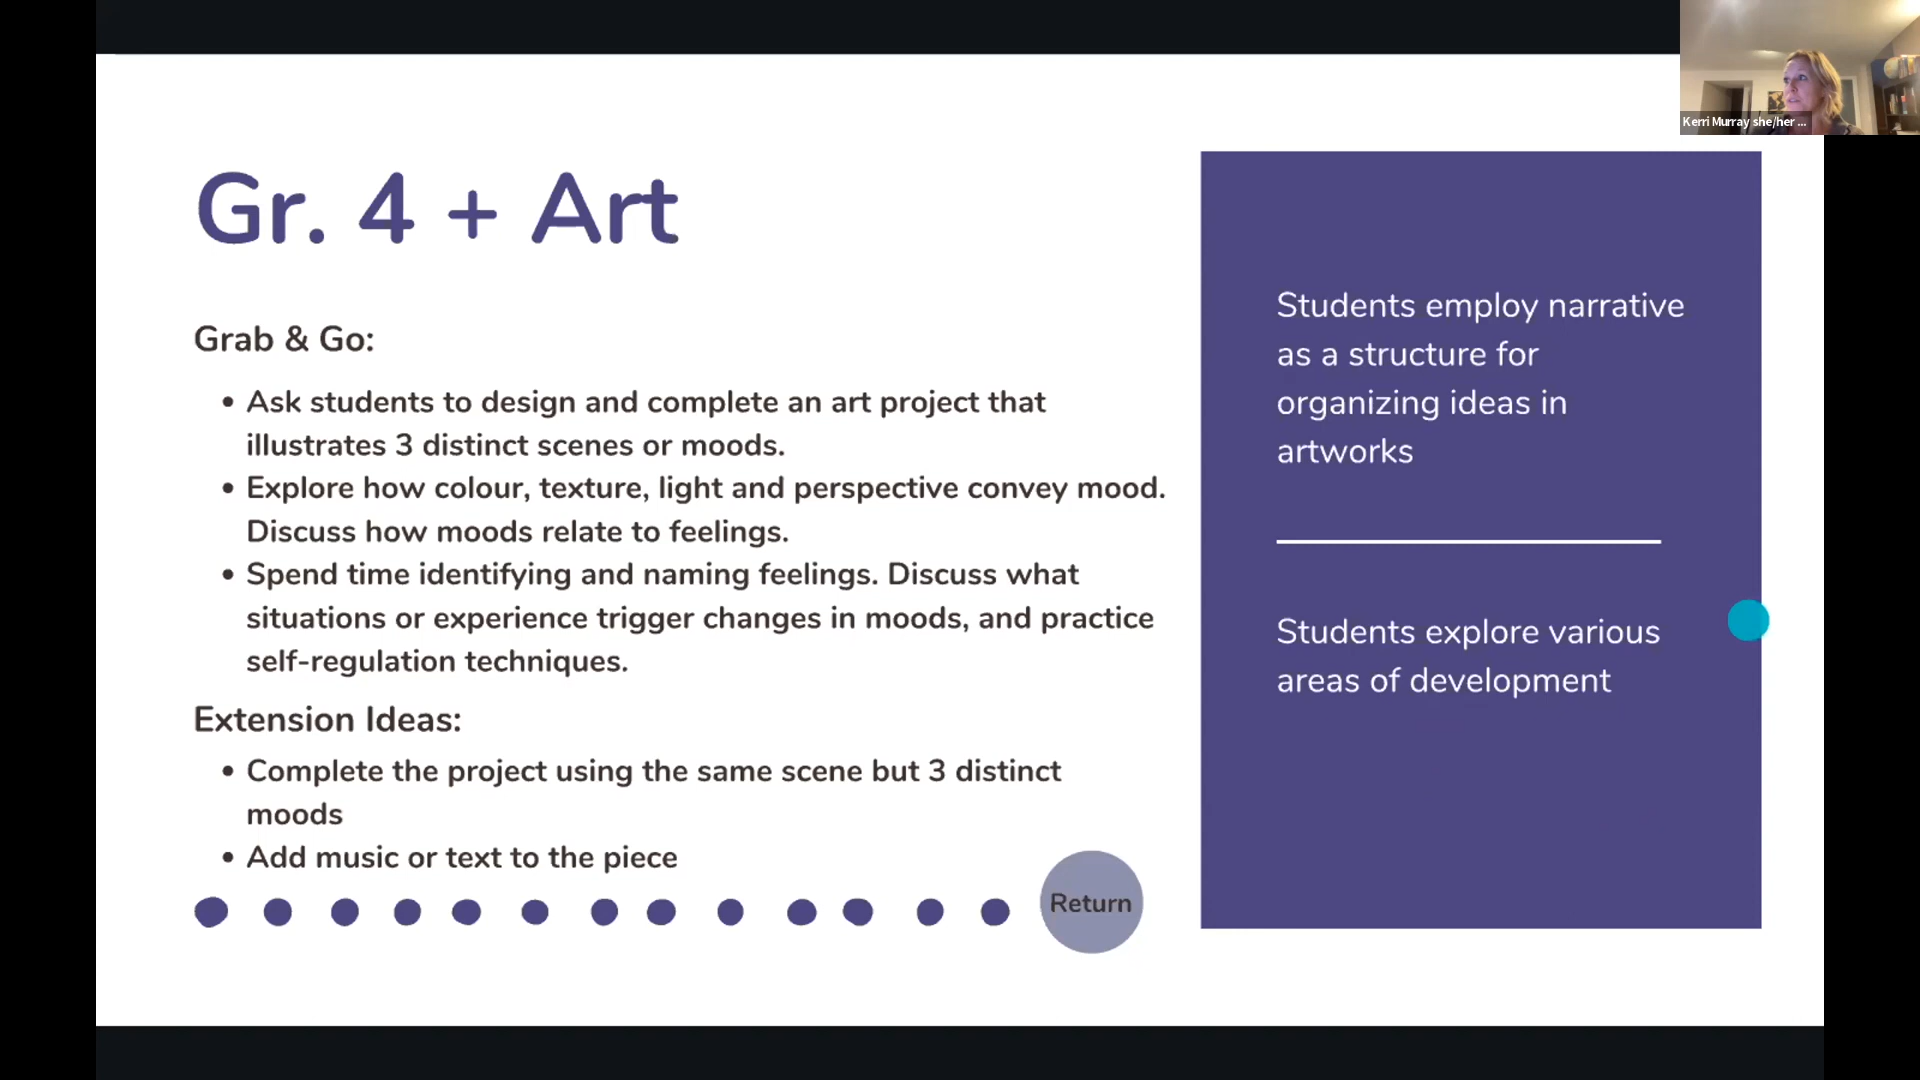 Kerri Murray she/her ...
Gr. 4 + Art
Grab & Go:
• Ask students to design and complete an art project that
illustrates 3 distinct scenes or moods.
• Explore how colour, texture, light and perspective convey mood.
Discuss how moods relate to feelings.
• Spend time identifying and naming feelings. Discuss what
situations or experience trigger changes in moods, and practice
self-regulation techniques.
Extension Ideas:
• Complete the project using the same scene but 3 distinct
moods
• Add music or text to the piece
Return
Students employ narrative
as a structure for
organizing ideas in
artworks
Students explore various
areas of development